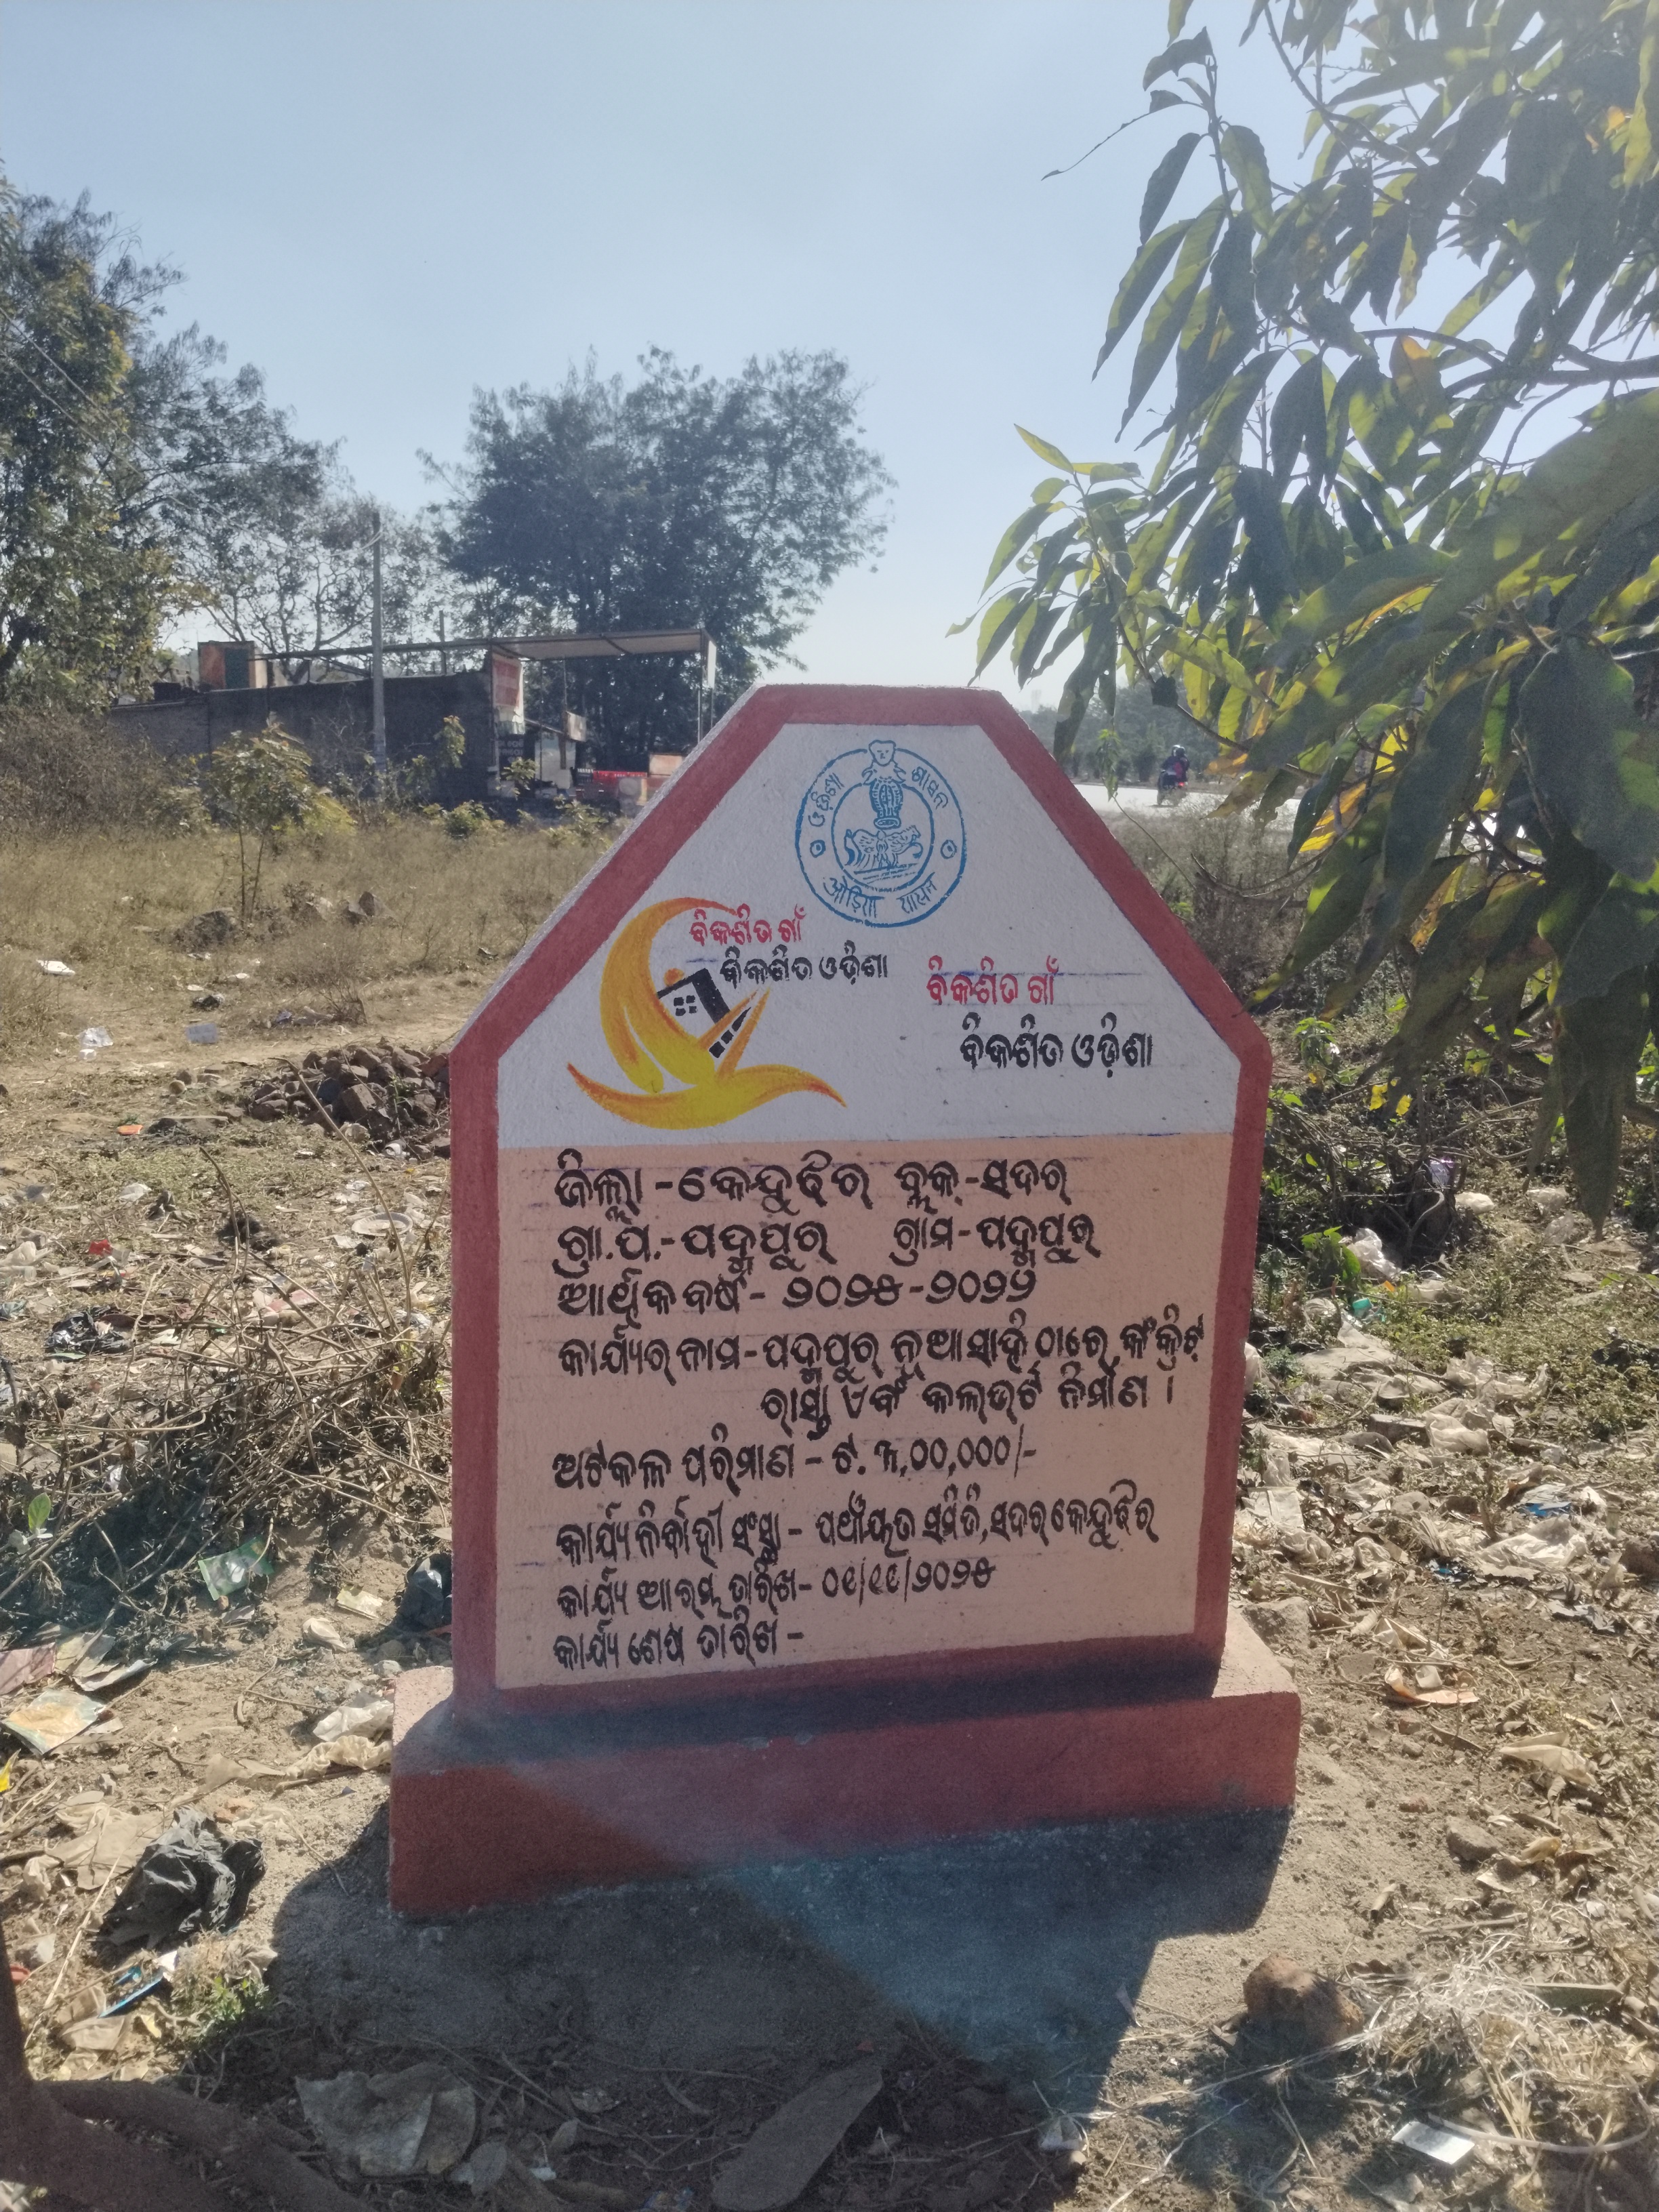 ଓଡ଼ିଶା ଶାସନ
ओड़िसा शासन
ବିକଶିତ ଗାଁ
ବିକଶିତ ଓଡ଼ିଶା
ବିକଶିତ ଗାଁ
ବିକଶିତ ଓଡ଼ିଶା
ଜିଲ୍ଲା - କେନ୍ଦୁଝର ବ୍ଲକ୍ - ସଦର
ଗ୍ରା.ପ.- ପଦ୍ମପୁର ଗ୍ରାମ - ପଦ୍ମପୁର
ଆର୍ଥିକ ବର୍ଷ - ୨୦୨୫-୨୦୨୬
କାର୍ଯ୍ୟର ନାମ - ପଦ୍ମପୁର ନୂଆସାହି ଠାରେ କଂକ୍ରିଟ୍
ରାସ୍ତା ଏବଂ କଲଭର୍ଟ ନିର୍ମାଣ ।
ଅଟକଳ ପରିମାଣ - ଟ. ୩,୦୦,୦୦୦/-
କାର୍ଯ୍ୟ ନିର୍ବାହୀ ସଂସ୍ଥା - ପଞ୍ଚାୟତ ସମିତି, ସଦର କେନ୍ଦୁଝର
କାର୍ଯ୍ୟ ଆରମ୍ଭ ତାରିଖ - ୦୧/୧୧/୨୦୨୫
କାର୍ଯ୍ୟ ଶେଷ ତାରିଖ -